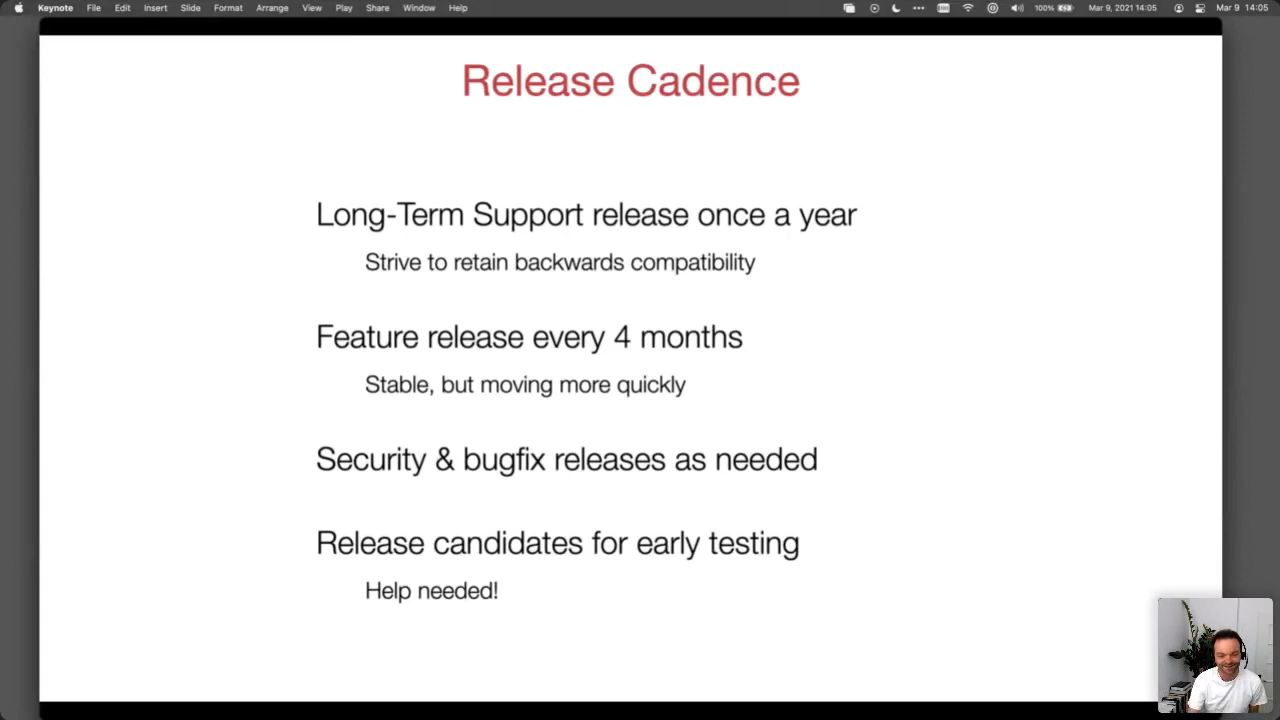 Keynote File Edit Insert Slide Format Arrange View Play Share Window Help 100% Mar 9, 2021 14:05 Mar 9 14:05
Release Cadence
Long-Term Support release once a year
Strive to retain backwards compatibility
Feature release every 4 months
Stable, but moving more quickly
Security & bugfix releases as needed
Release candidates for early testing
Help needed!